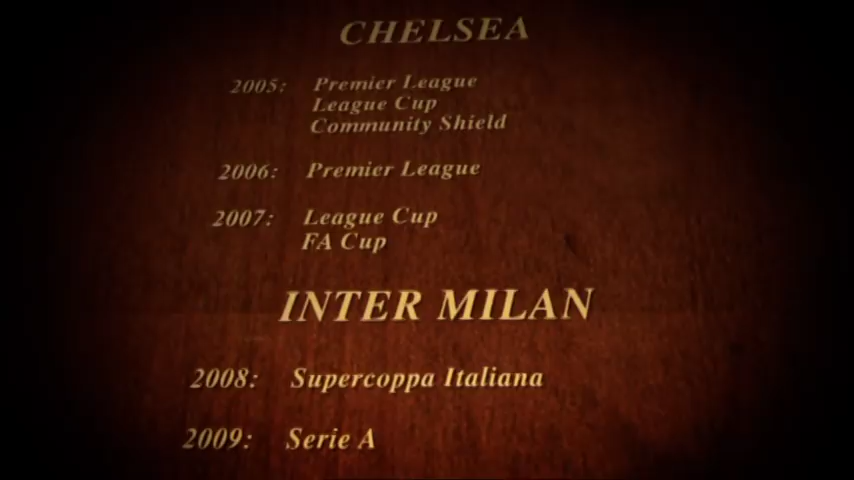 CHELSEA
2005: Premier League
League Cup
Community Shield
2006: Premier League
2007: League Cup
FA Cup
INTER MILAN
2008: Supercoppa Italiana
2009: Serie A